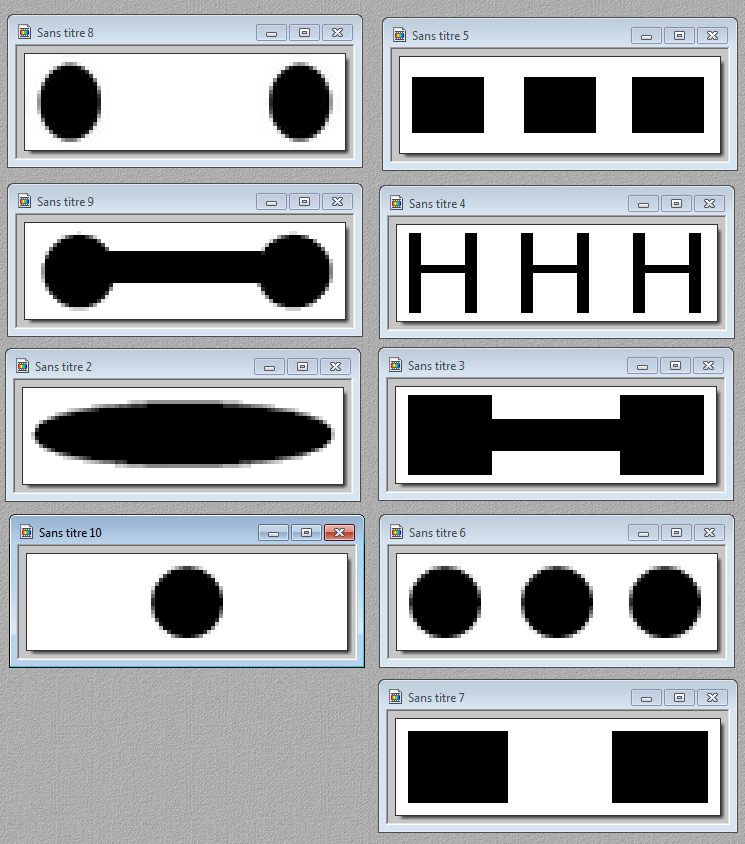 Sans titre 8
Sans titre 5
Sans titre 9
Sans titre 4
H H H
Sans titre 2
Sans titre 3
Sans titre 10
Sans titre 6
Sans titre 7